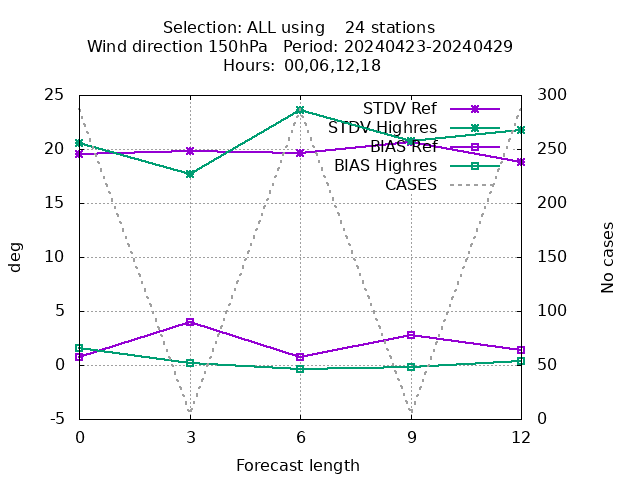 Selection: ALL using    24 stations
Wind direction 150hPa   Period: 20240423-20240429
Hours:  00,06,12,18
25
300
STDV Ref
STDV Highres
BIAS Ref
BIAS Highres
CASES
20
250
15
200
10
150
5
100
0
50
-5
0
deg
No cases
0
3
6
9
12
Forecast length